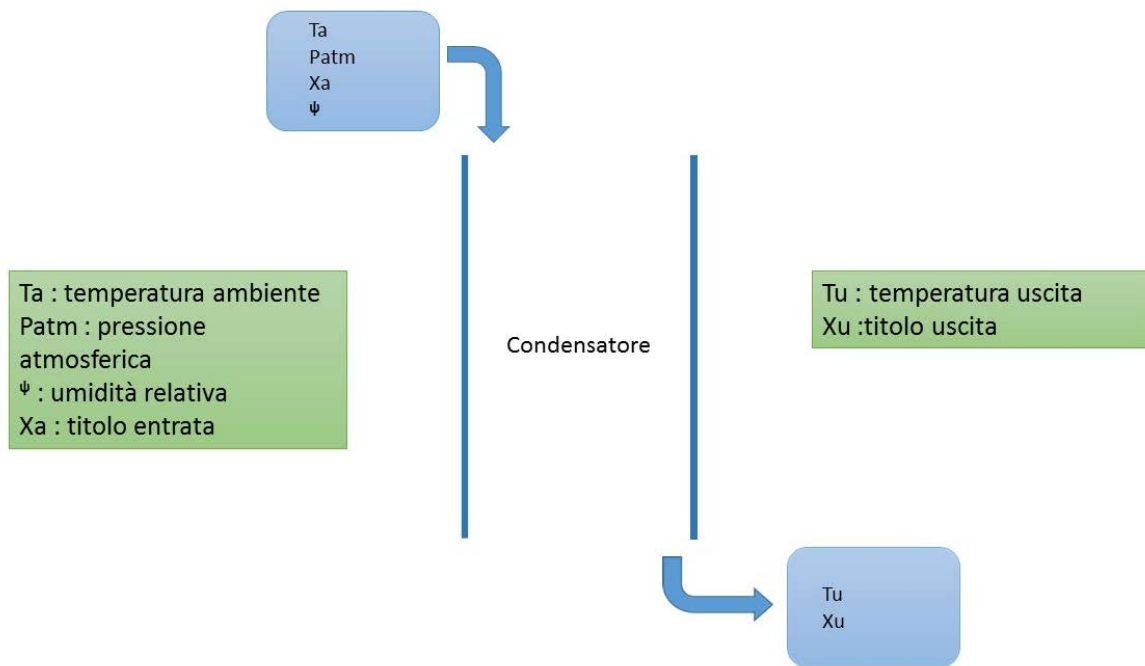 Ta
Patm
Xa
ψ
Ta : temperatura ambiente
Patm : pressione
atmosferica
ψ : umidità relativa
Xa : titolo entrata
Condensatore
Tu : temperatura uscita
Xu :titolo uscita
Tu
Xu